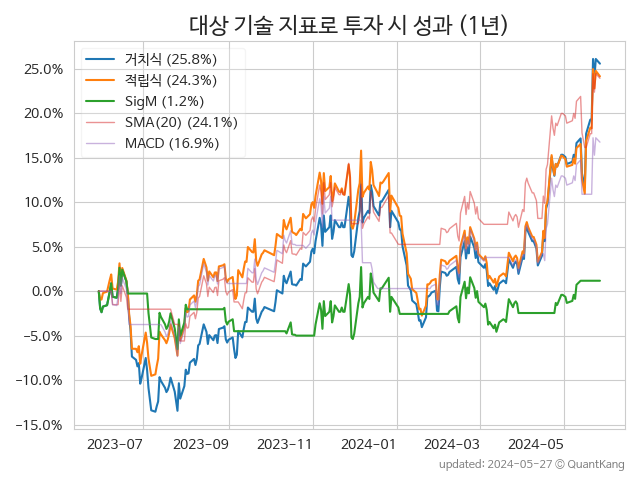 대상 기술 지표로 투자 시 성과 (1년)
거치식 (25.8%)
적립식 (24.3%)
SigM (1.2%)
SMA(20) (24.1%)
MACD (16.9%)
25.0%
20.0%
15.0%
10.0%
5.0%
0.0%
−5.0%
−10.0%
−15.0%
2023-07
2023-09
2023-11
2024-01
2024-03
2024-05
updated: 2024-05-27 © QuantKang